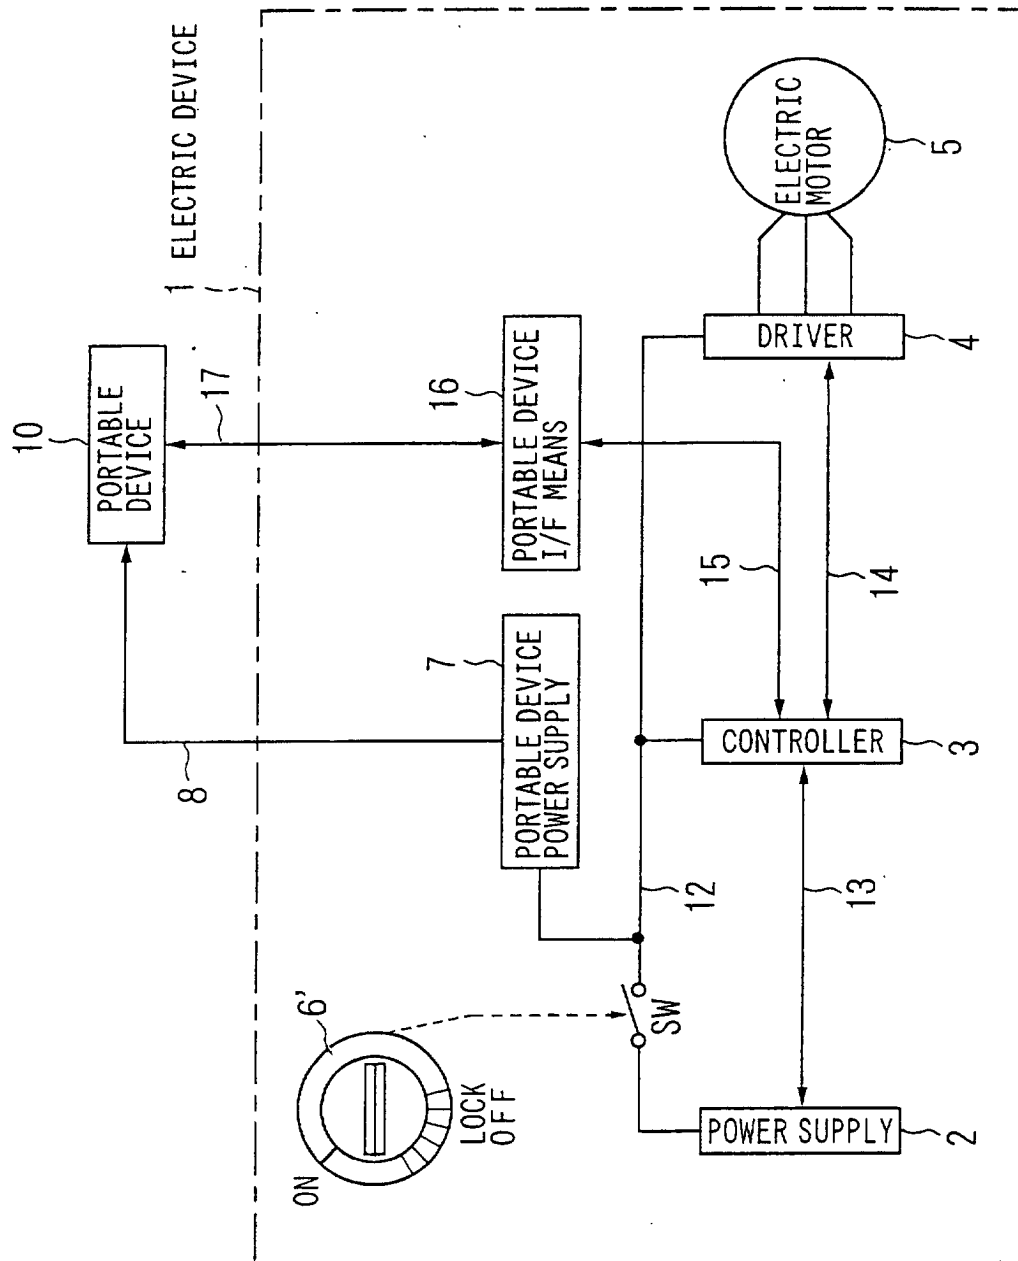 1 ELECTRIC DEVICE
10
PORTABLE
DEVICE
17
8
6'
ON
LOCK
OFF
7
PORTABLE DEVICE
POWER SUPPLY
16
PORTABLE DEVICE
I/F MEANS
SW
12
15
14
13
POWER SUPPLY
2
CONTROLLER
3
DRIVER
4
ELECTRIC
MOTOR
5